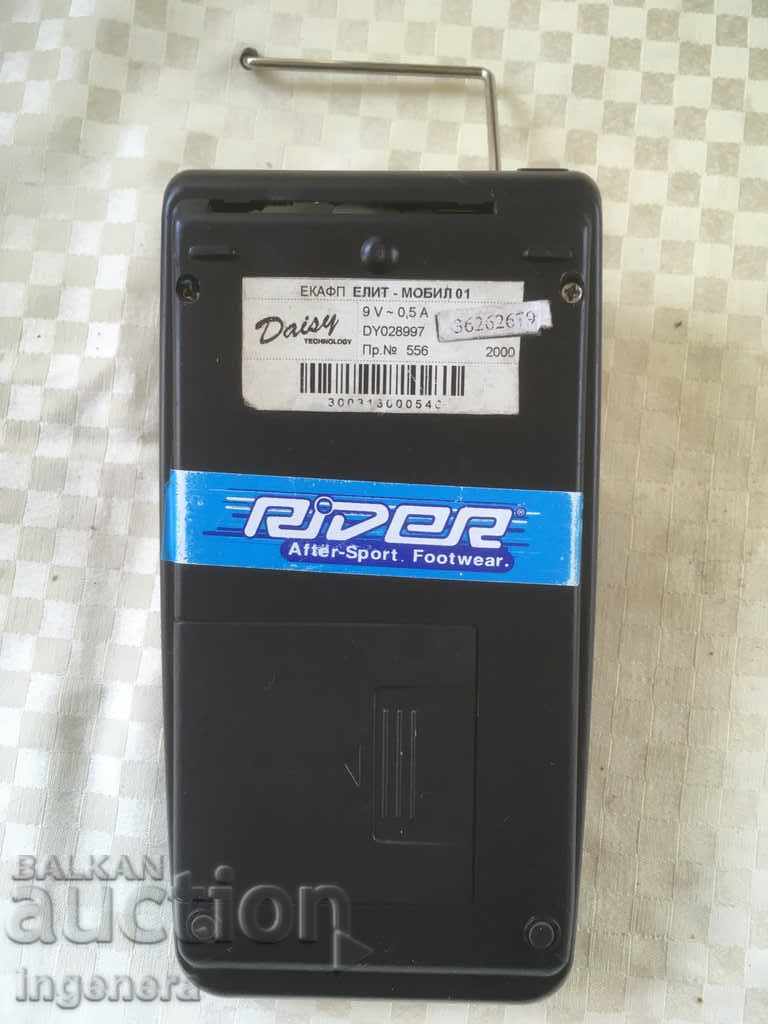 ЕКАФП ЕЛИТ - МОБИЛ 01
Daisy
TECHNOLOGY
9 V ~ 0,5 A
DY028997
36262679
Пр.№ 556
2000
RiDER®
After-Sport. Footwear.
BALKAN
auction
ingenera